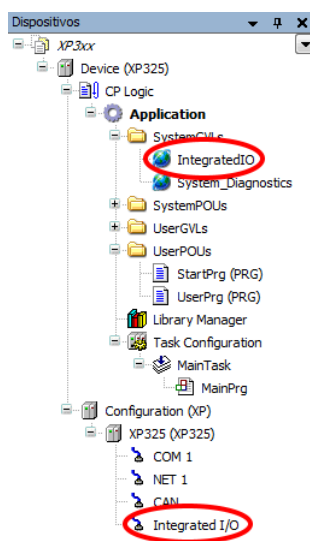 Dispositivos
XP3xx
Device (XP325)
CP Logic
Application
SystemGVLs
IntegratedIO
System_Diagnostics
SystemPOUs
UserGVLs
UserPOUs
StartPrg (PRG)
UserPrg (PRG)
Library Manager
Task Configuration
MainTask
MainPrg
Configuration (XP)
XP325 (XP325)
COM 1
NET 1
CAN
Integrated I/O